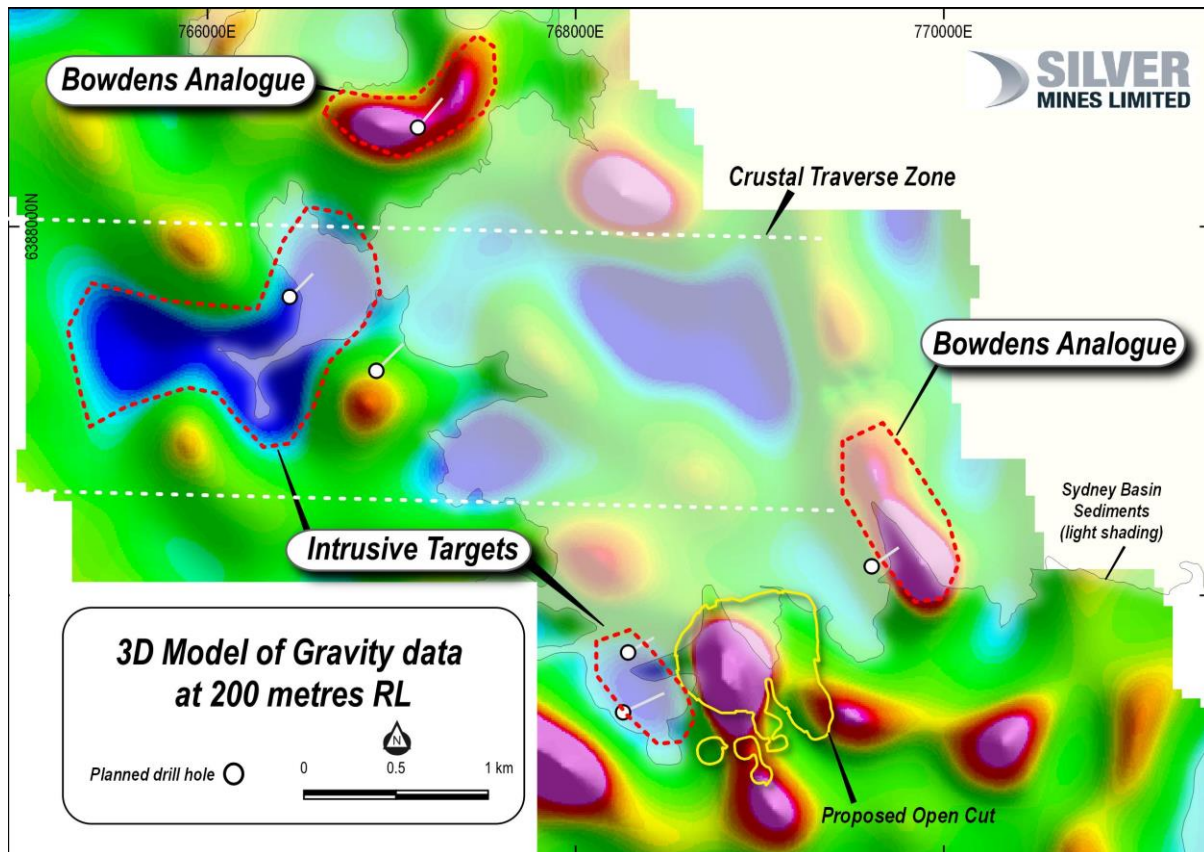 766000E
768000E
770000E
Bowdens Analogue
SILVER
MINES LIMITED
Crustal Traverse Zone
6388000N
Bowdens Analogue
Sydney Basin
Sediments
(light shading)
Intrusive Targets
3D Model of Gravity data
at 200 metres RL
N
Planned drill hole
0 0.5 1 km
Proposed Open Cut